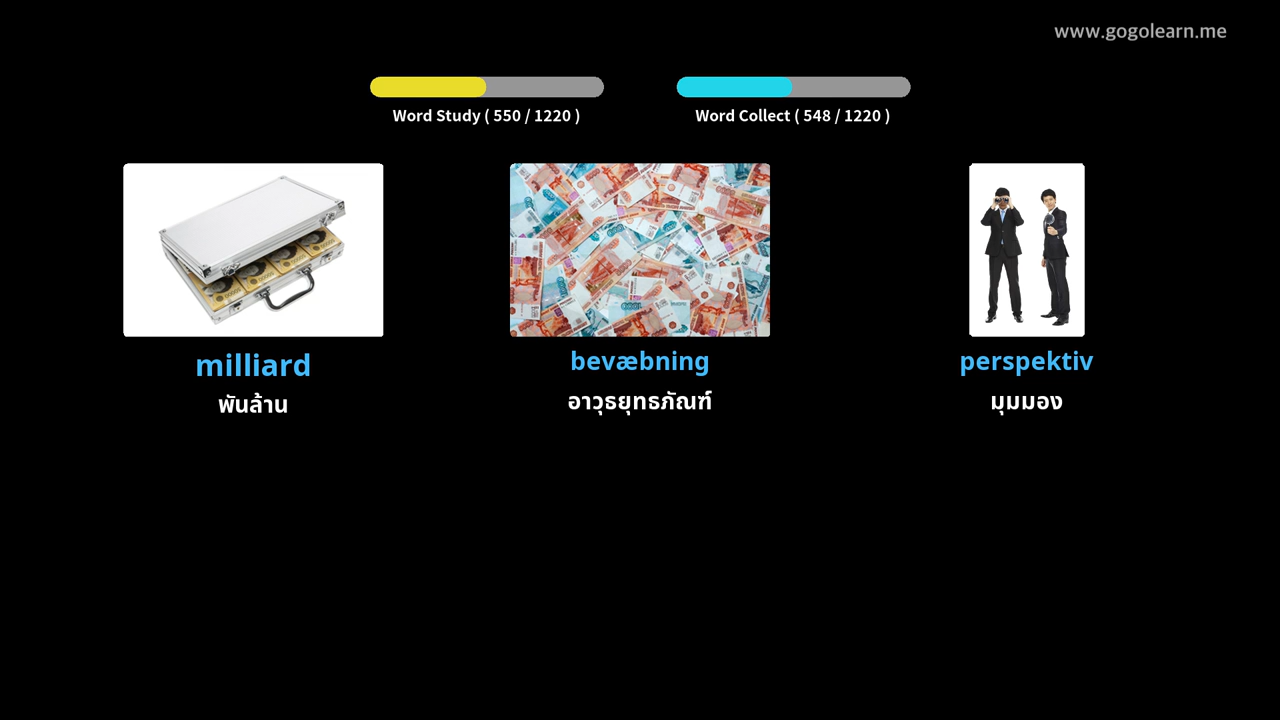 www.gogolearn.me
Word Study ( 550 / 1220 )
Word Collect ( 548 / 1220 )
milliard
พันล้าน
bevæbning
อาวุธยุทธภัณฑ์
perspektiv
มุมมอง